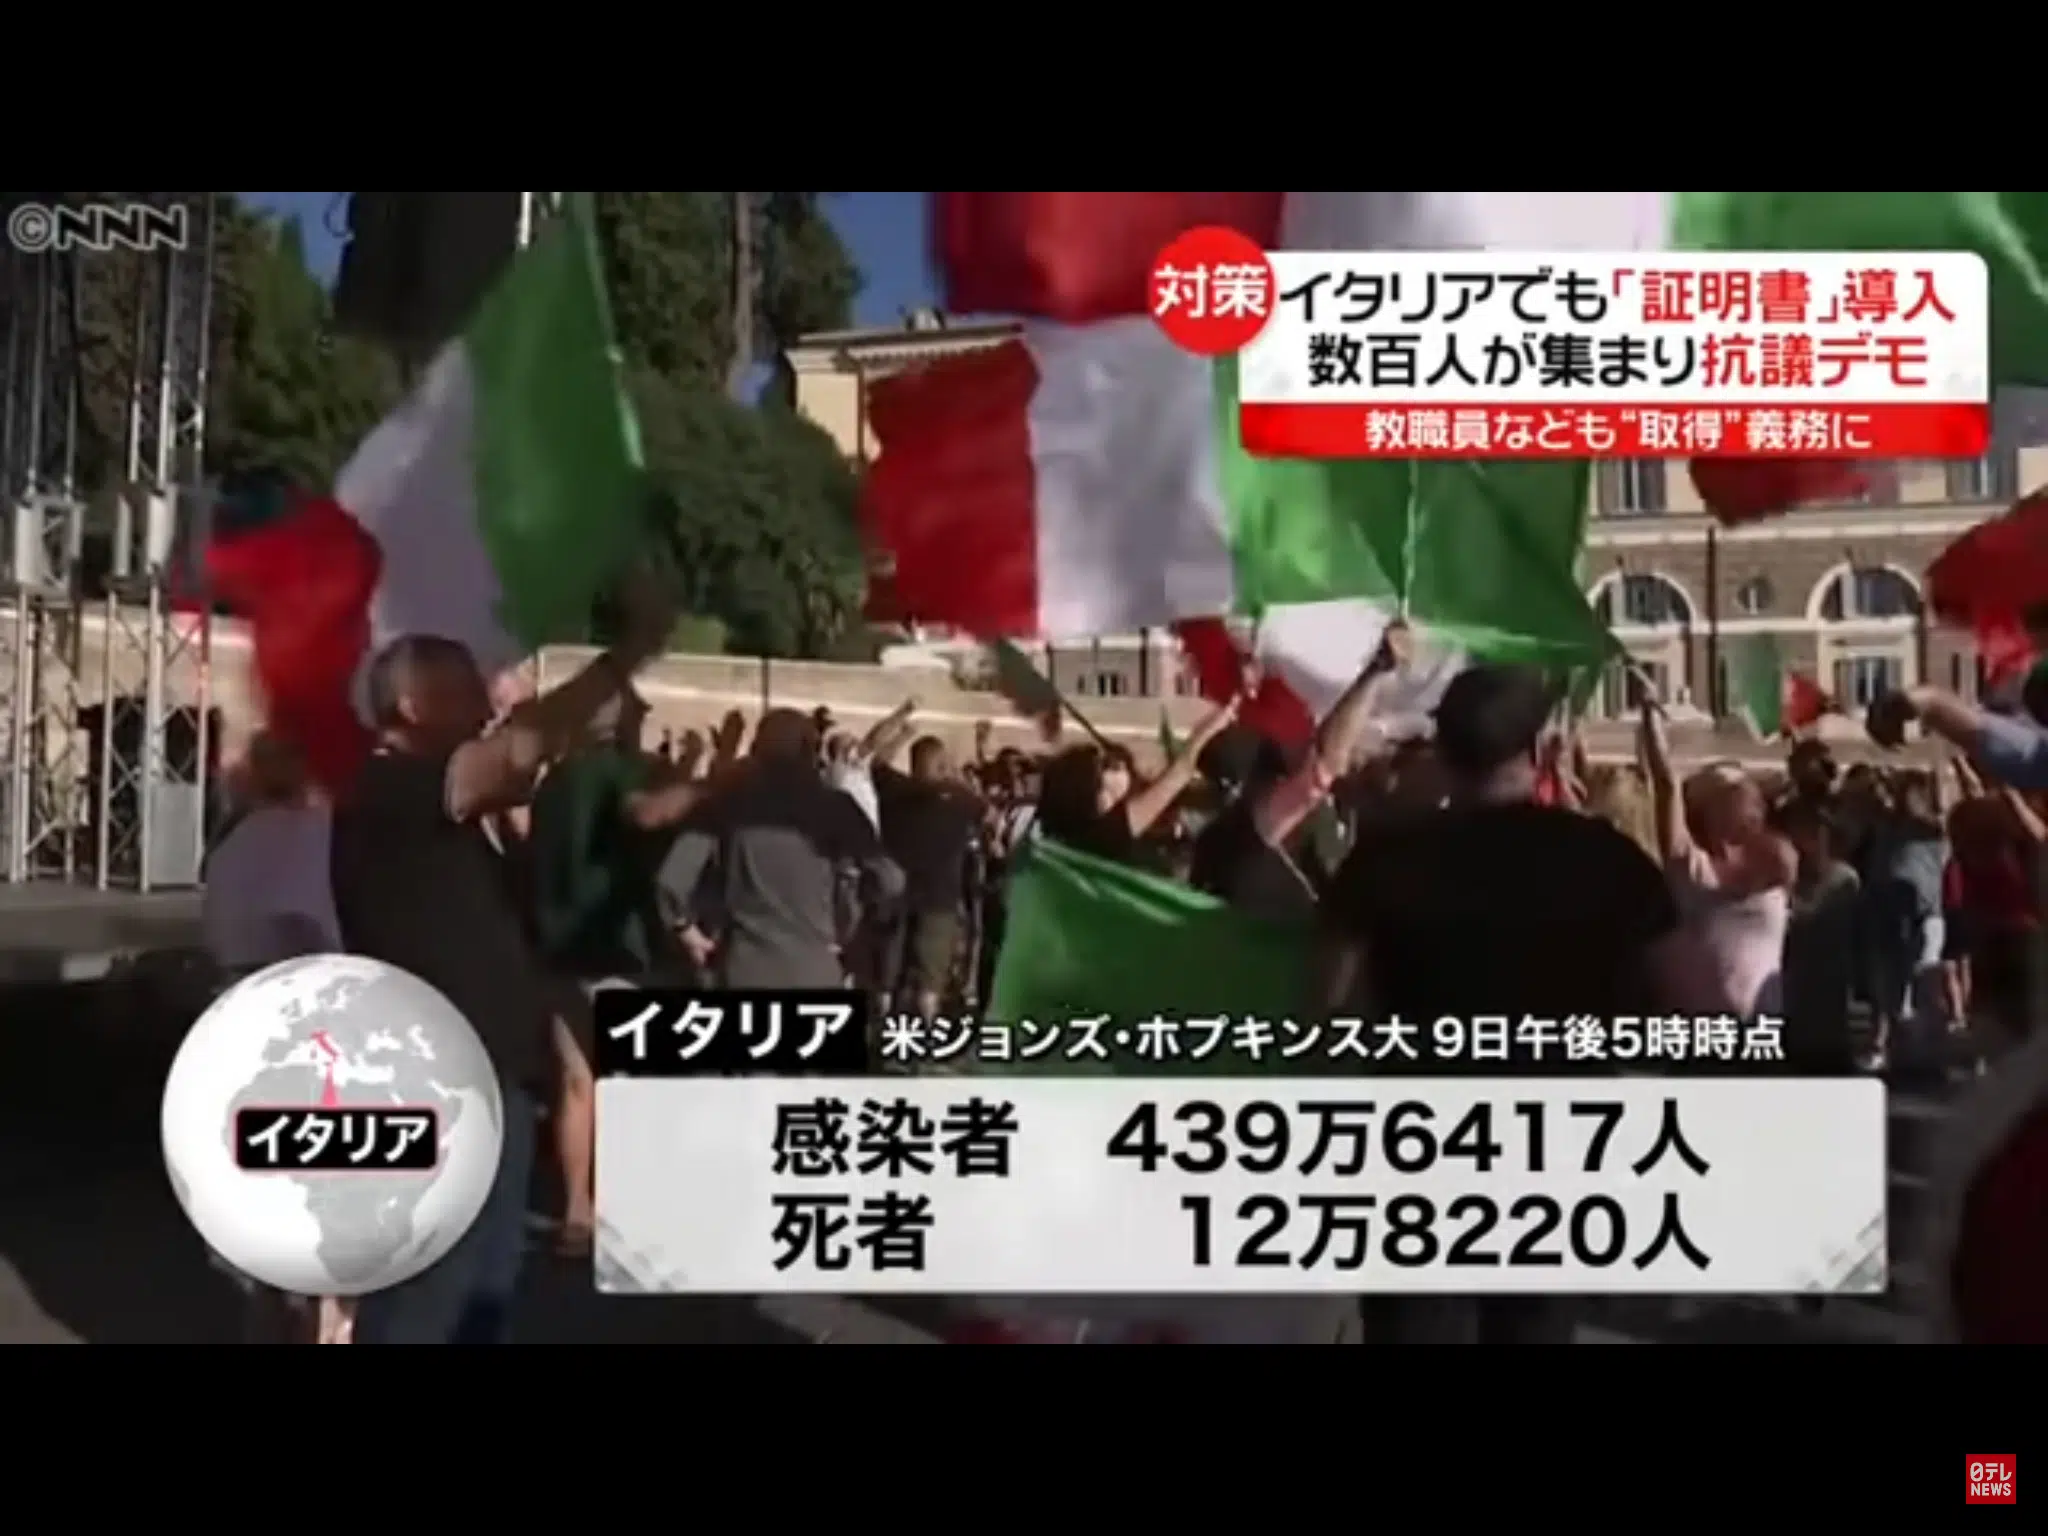 ©NNN
対策
イタリアでも「証明書」導入
数百人が集まり抗議デモ
教職員なども“取得”義務に
イタリア
イタリア 米ジョンズ・ホプキンス大 9日午後5時時点
感染者 439万6417人
死者 12万8220人
日テレ
NEWS